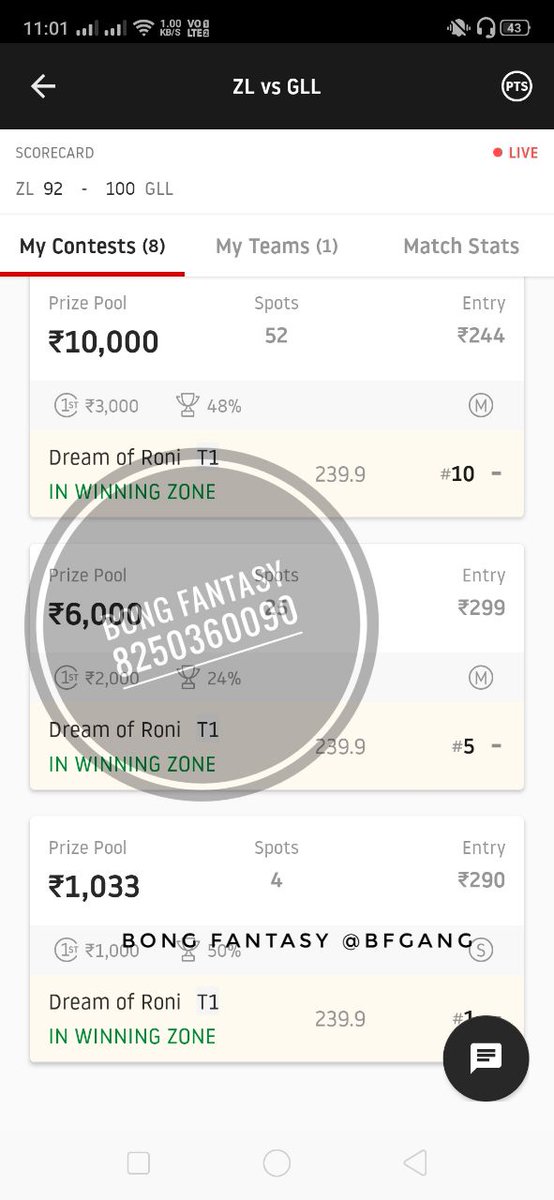 11:01 1.00 KB/S VO LTE 43
ZL vs GLL PTS
SCORECARD LIVE
ZL 92 - 100 GLL
My Contests (8) My Teams (1) Match Stats
Prize Pool Spots Entry
₹10,000 52 ₹244
1ST ₹3,000 48% M
Dream of Roni T1 239.9 #10 -
IN WINNING ZONE
Prize Pool Spots Entry
₹6,000 ₹299
BONG FANTASY
8250360090
1ST ₹2,000 24% M
Dream of Roni T1 239.9 #5 -
IN WINNING ZONE
Prize Pool Spots Entry
₹1,033 4 ₹290
1ST ₹1,000 50% S
BONG FANTASY @BFGANG
Dream of Roni T1 239.9 #1
IN WINNING ZONE